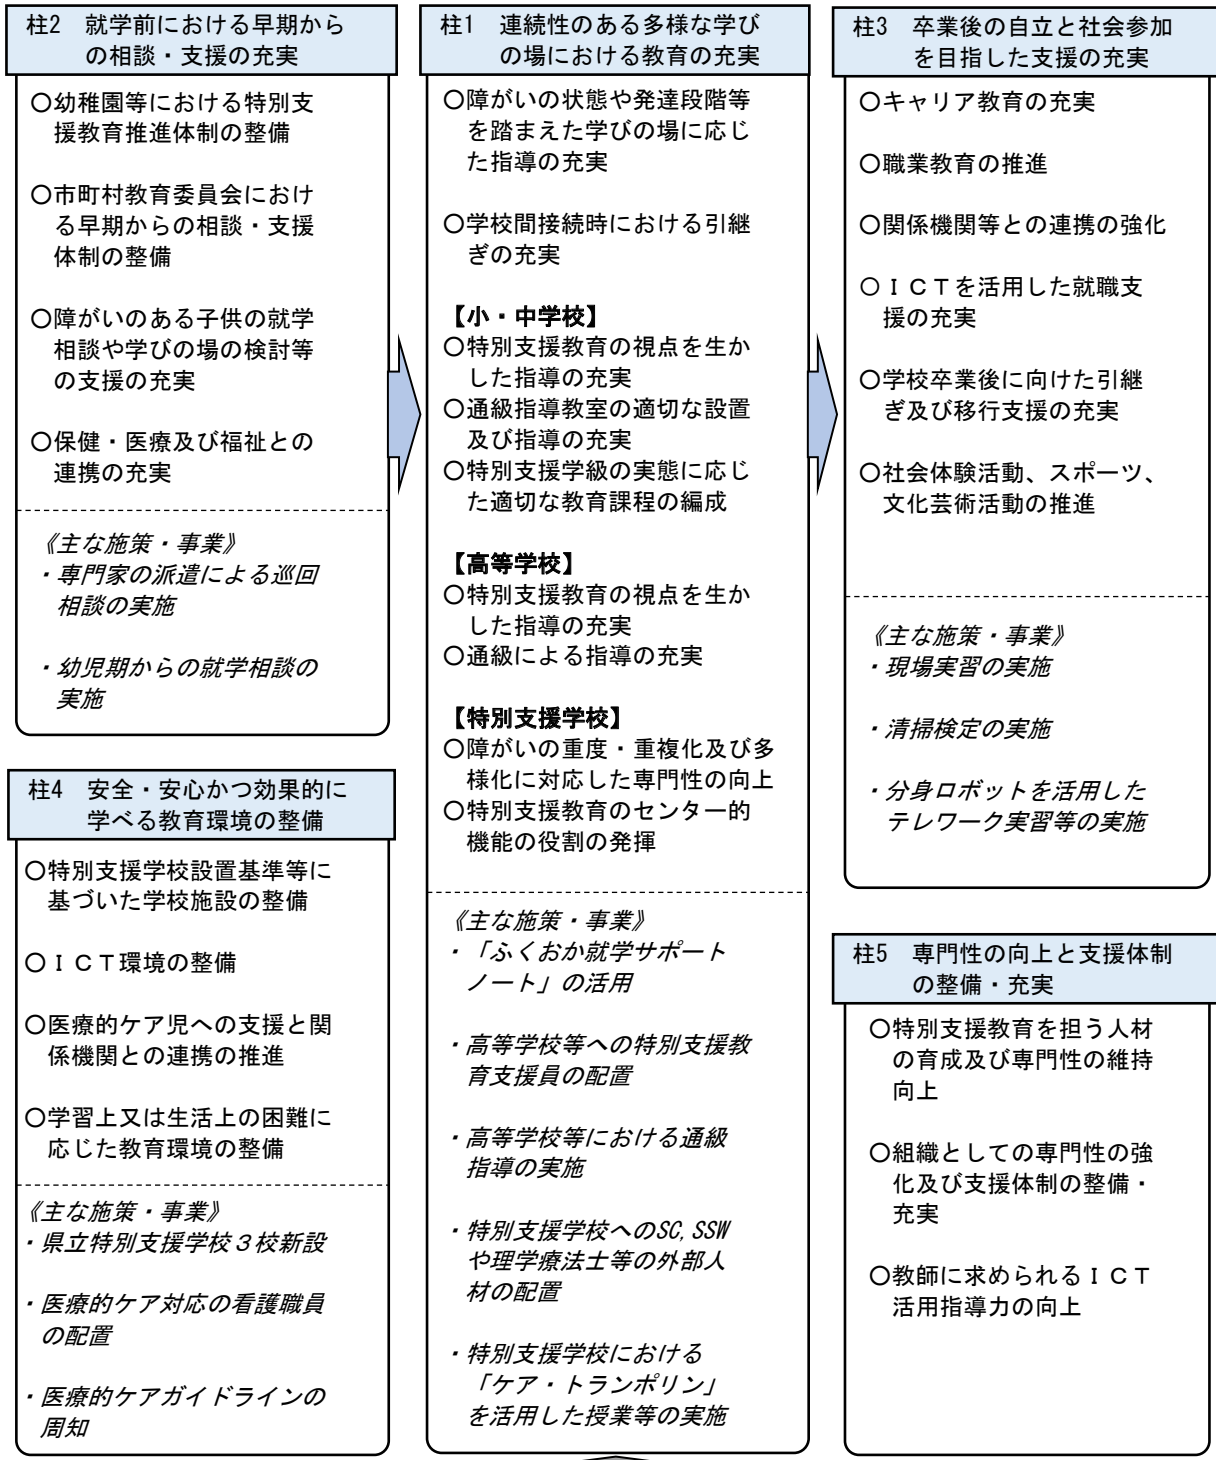 柱2　就学前における早期から
の相談・支援の充実
〇幼稚園等における特別支
援教育推進体制の整備
〇市町村教育委員会におけ
る早期からの相談・支援
体制の整備
〇障がいのある子供の就学
相談や学びの場の検討等
の支援の充実
〇保健・医療及び福祉との
連携の充実
《主な施策・事業》
・専門家の派遣による巡回
相談の実施
・幼児期からの就学相談の
実施
柱1　連続性のある多様な学び
の場における教育の充実
〇障がいの状態や発達段階等
を踏まえた学びの場に応じ
た指導の充実
〇学校間接続時における引継
ぎの充実
【小・中学校】
〇特別支援教育の視点を生か
した指導の充実
〇通級指導教室の適切な設置
及び指導の充実
〇特別支援学級の実態に応じ
た適切な教育課程の編成
【高等学校】
〇特別支援教育の視点を生か
した指導の充実
〇通級による指導の充実
【特別支援学校】
〇障がいの重度・重複化及び多
様化に対応した専門性の向上
〇特別支援教育のセンター的
機能の役割の発揮
《主な施策・事業》
・「ふくおか就学サポート
ノート」の活用
・高等学校等への特別支援教
育支援員の配置
・高等学校等における通級
指導の実施
・特別支援学校へのSC,SSW
や理学療法士等の外部人
材の配置
・特別支援学校における
「ケア・トランポリン」
を活用した授業等の実施
柱3　卒業後の自立と社会参加
を目指した支援の充実
〇キャリア教育の充実
〇職業教育の推進
〇関係機関等との連携の強化
〇ＩＣＴを活用した就職支
援の充実
〇学校卒業後に向けた引継
ぎ及び移行支援の充実
〇社会体験活動、スポーツ、
文化芸術活動の推進
《主な施策・事業》
・現場実習の実施
・清掃検定の実施
・分身ロボットを活用した
テレワーク実習等の実施
柱4　安全・安心かつ効果的に
学べる教育環境の整備
〇特別支援学校設置基準等に
基づいた学校施設の整備
〇ＩＣＴ環境の整備
〇医療的ケア児への支援と関
係機関との連携の推進
〇学習上又は生活上の困難に
応じた教育環境の整備
《主な施策・事業》
・県立特別支援学校３校新設
・医療的ケア対応の看護職員
の配置
・医療的ケアガイドラインの
周知
柱5　専門性の向上と支援体制
の整備・充実
〇特別支援教育を担う人材
の育成及び専門性の維持
向上
〇組織としての専門性の強
化及び支援体制の整備・
充実
〇教師に求められるＩＣＴ
活用指導力の向上